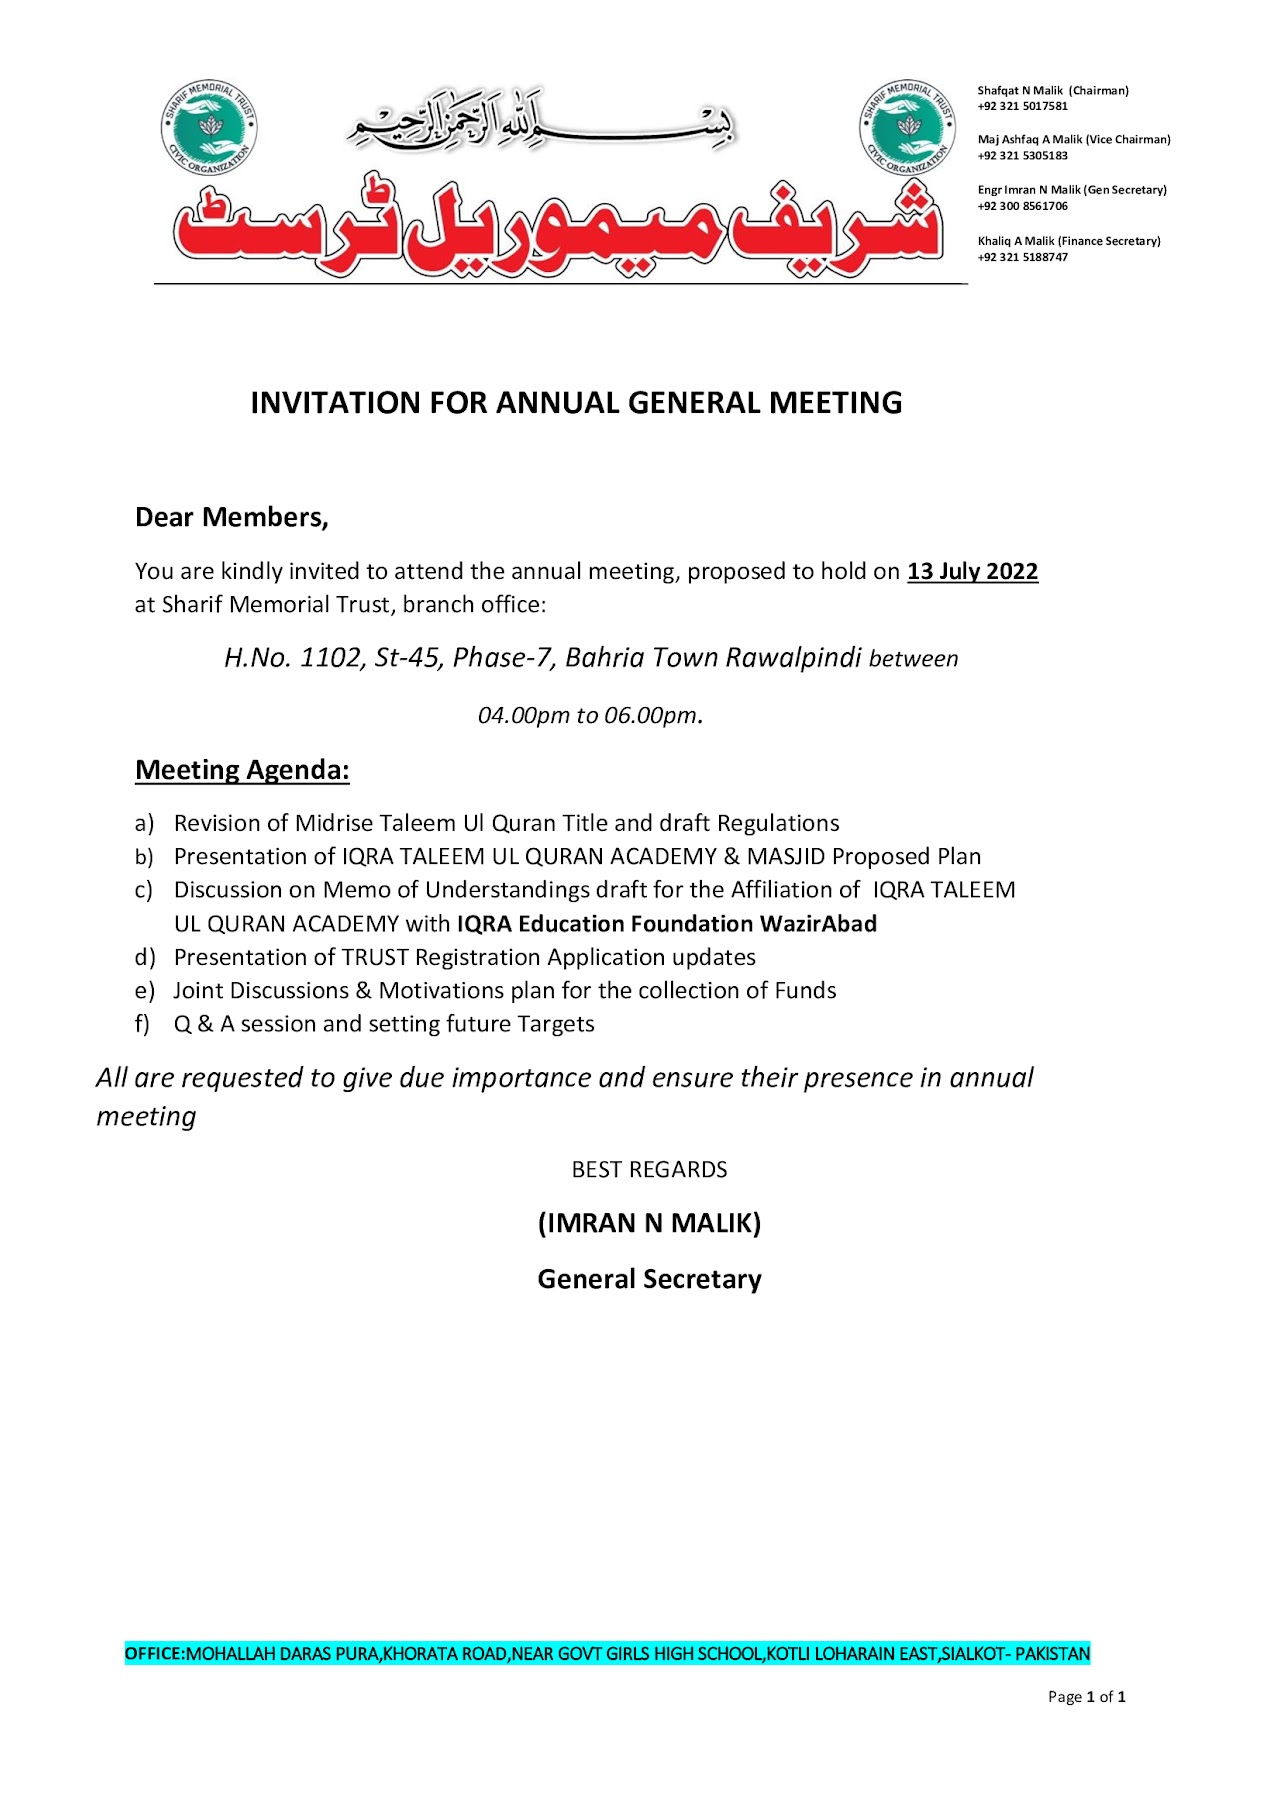 SHARIF MEMORIAL TRUST
CIVIC ORGANIZATION
بسم الله الرحمن الرحيم
SHARIF MEMORIAL TRUST
CIVIC ORGANIZATION
شریف میموریل ٹرسٹ
Shafqat N Malik (Chairman)
+92 321 5017581
Maj Ashfaq A Malik (Vice Chairman)
+92 321 5305183
Engr Imran N Malik (Gen Secretary)
+92 300 8561706
Khaliq A Malik (Finance Secretary)
+92 321 5188747
INVITATION FOR ANNUAL GENERAL MEETING
Dear Members,
You are kindly invited to attend the annual meeting, proposed to hold on 13 July 2022
at Sharif Memorial Trust, branch office:
H.No. 1102, St-45, Phase-7, Bahria Town Rawalpindi between
04.00pm to 06.00pm.
Meeting Agenda:
a) Revision of Midrise Taleem Ul Quran Title and draft Regulations
b) Presentation of IQRA TALEEM UL QURAN ACADEMY & MASJID Proposed Plan
c) Discussion on Memo of Understandings draft for the Affiliation of IQRA TALEEM
UL QURAN ACADEMY with IQRA Education Foundation WazirAbad
d) Presentation of TRUST Registration Application updates
e) Joint Discussions & Motivations plan for the collection of Funds
f) Q & A session and setting future Targets
All are requested to give due importance and ensure their presence in annual
meeting
BEST REGARDS
(IMRAN N MALIK)
General Secretary
OFFICE:MOHALLAH DARAS PURA,KHORATA ROAD,NEAR GOVT GIRLS HIGH SCHOOL,KOTLI LOHARAIN EAST,SIALKOT- PAKISTAN
Page 1 of 1